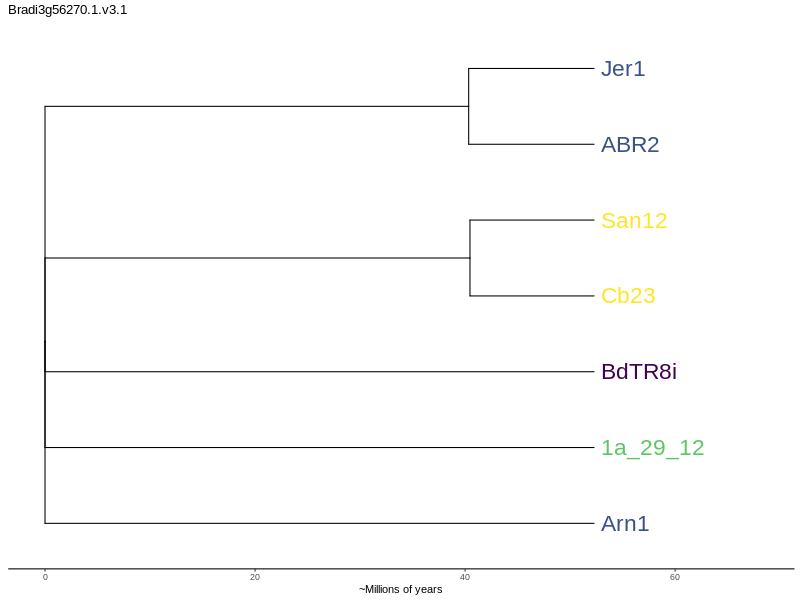 Bradi3g56270.1.v3.1
Jer1
ABR2
San12
Cb23
BdTR8i
1a_29_12
Arn1
0 20 40 60
~Millions of years